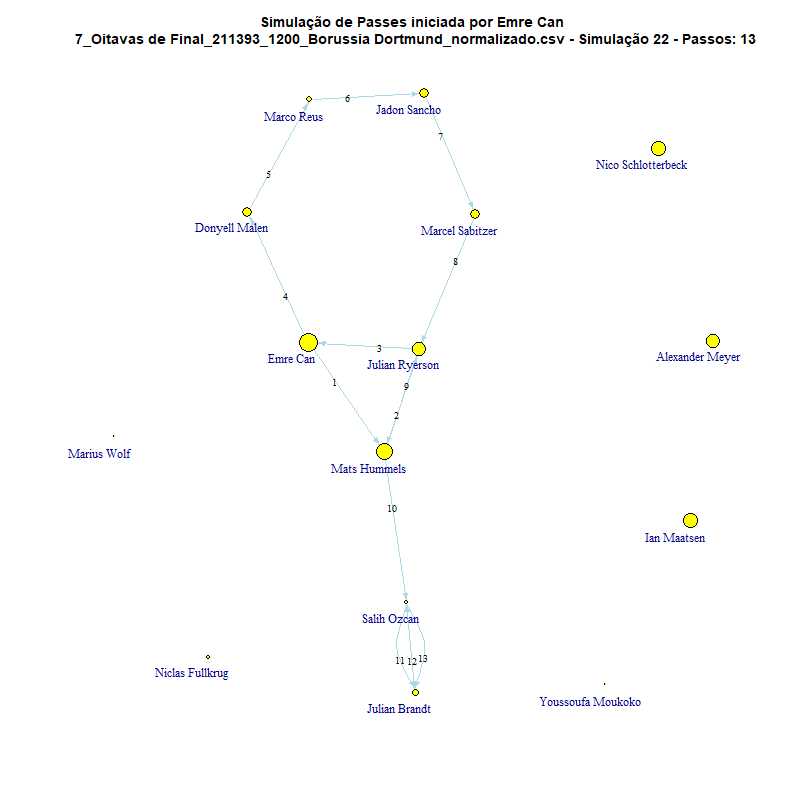 Simulação de Passes iniciada por Emre Can
7_Oitavas de Final_211393_1200_Borussia Dortmund_normalizado.csv - Simulação 22 - Passos: 13
6
Marco Reus
Jadon Sancho
7
Nico Schlotterbeck
5
Donyell Malen
Marcel Sabitzer
8
4
3
Emre Can
Julian Ryerson
Alexander Meyer
1
9
2
Marius Wolf
Mats Hummels
10
Ian Maatsen
Salih Ozcan
11
12
13
Niclas Fullkrug
Julian Brandt
Youssoufa Moukoko